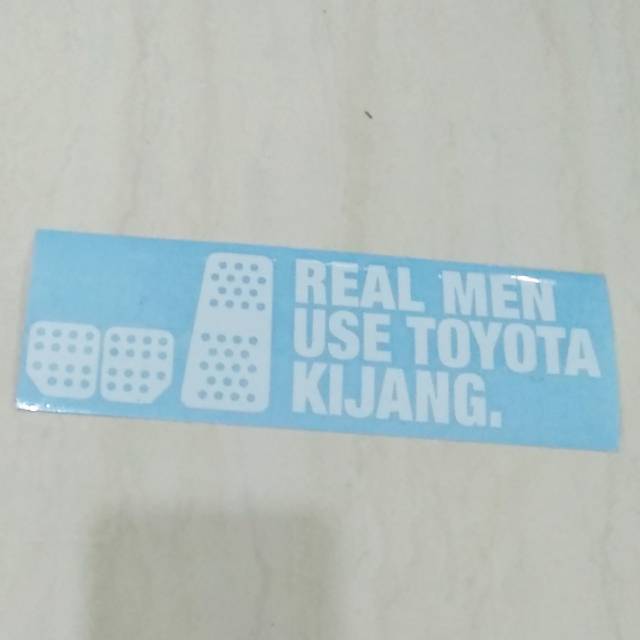 REAL MEN
USE TOYOTA
KIJANG.